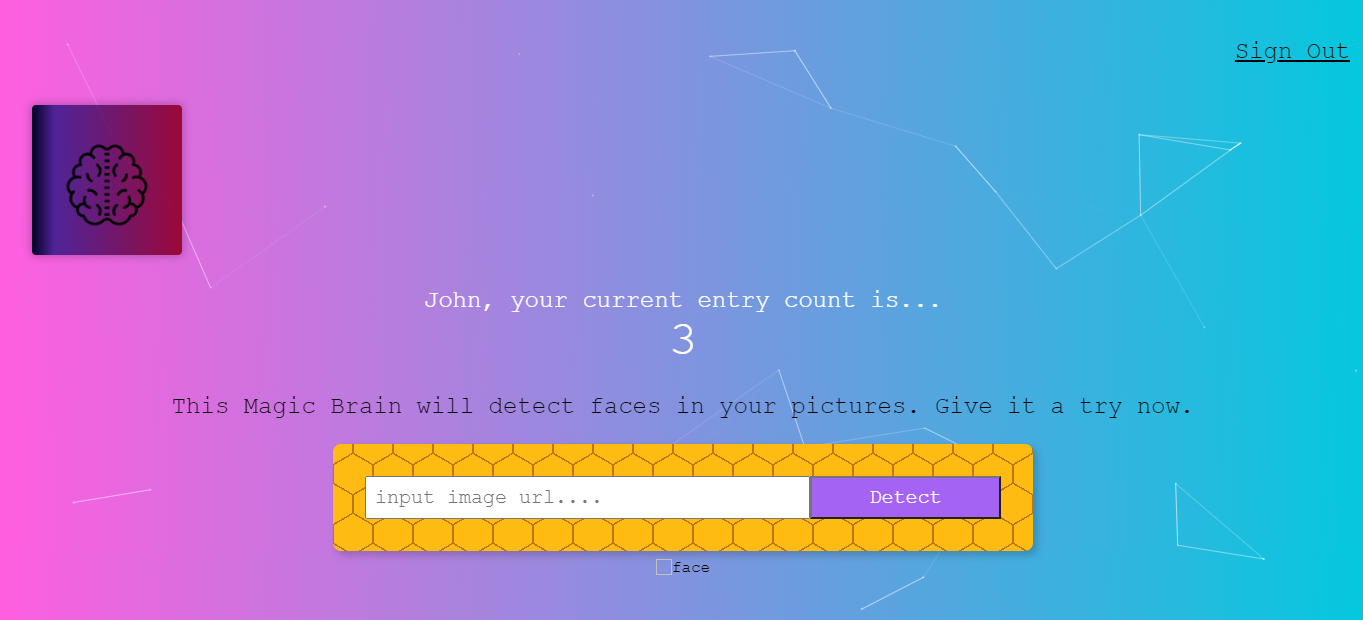 Sign Out
John, your current entry count is...
3
This Magic Brain will detect faces in your pictures. Give it a try now.
input image url....
Detect
face